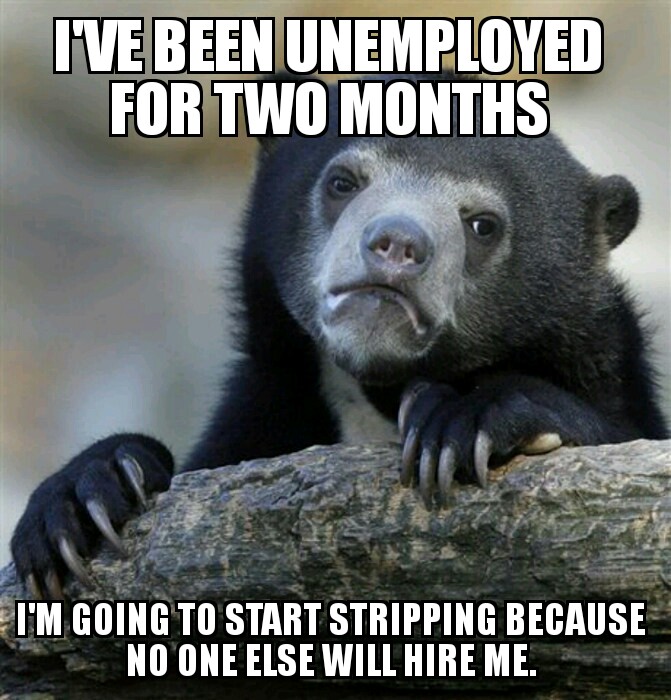 I'VE BEEN UNEMPLOYED
FOR TWO MONTHS
I'M GOING TO START STRIPPING BECAUSE
NO ONE ELSE WILL HIRE ME.